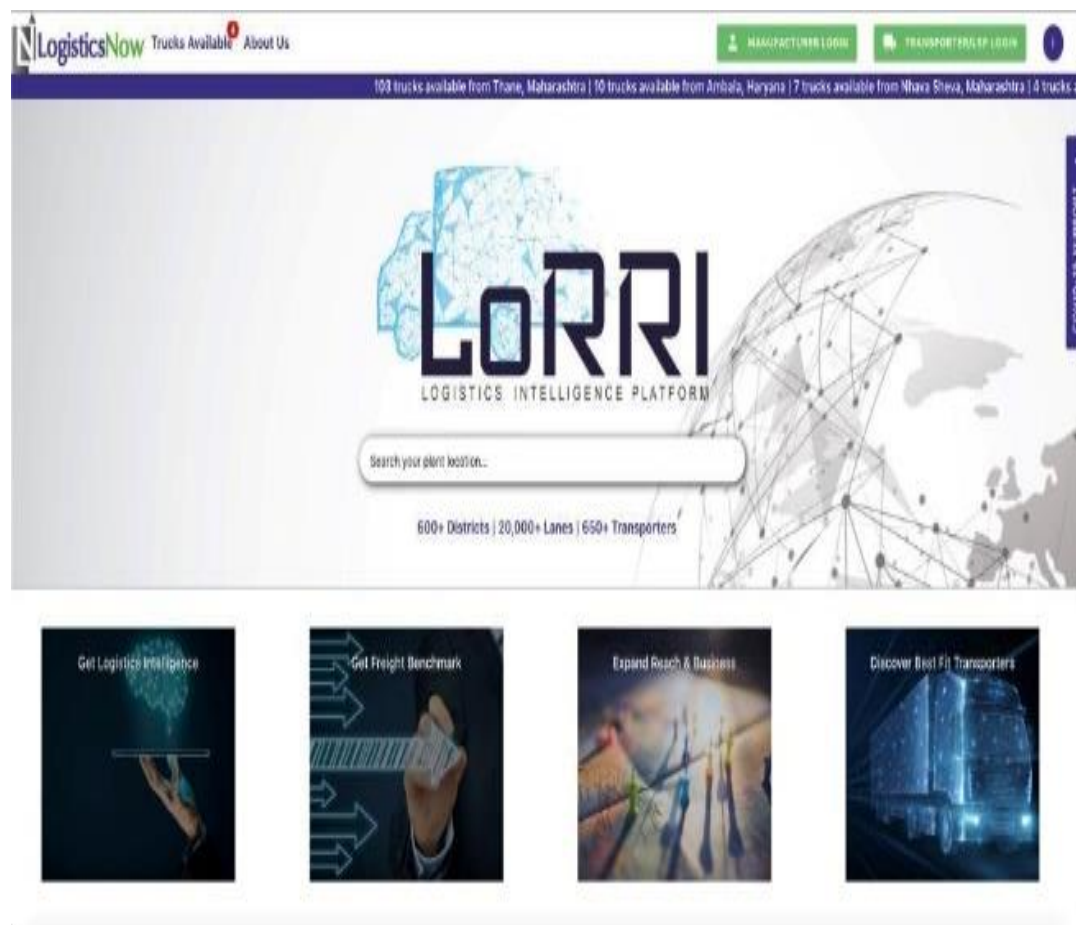 LogisticsNow Trucks Available About Us MANUFACTURER LOGIN TRANSPORTER/LSP LOGIN
103 trucks available from Thane, Maharashtra | 10 trucks available from Ambala, Haryana | 7 trucks available from Nhava Sheva, Maharashtra | 4 trucks
LoRRI
LOGISTICS INTELLIGENCE PLATFORM
Search your plant location...
600+ Districts | 20,000+ Lanes | 650+ Transporters
Get Logistics Intelligence
Get Freight Benchmark
Expand Reach & Business
Discover Best Fit Transporters